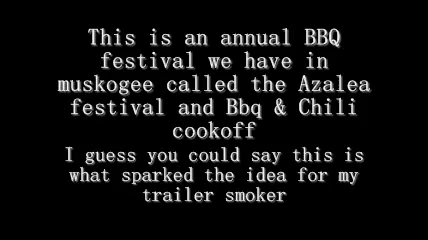 This is an annual BBQ
festival we have in
muskogee called the Azalea
festival and Bbq & Chili
cookoff
I guess you could say this is
what sparked the idea for my
trailer smoker